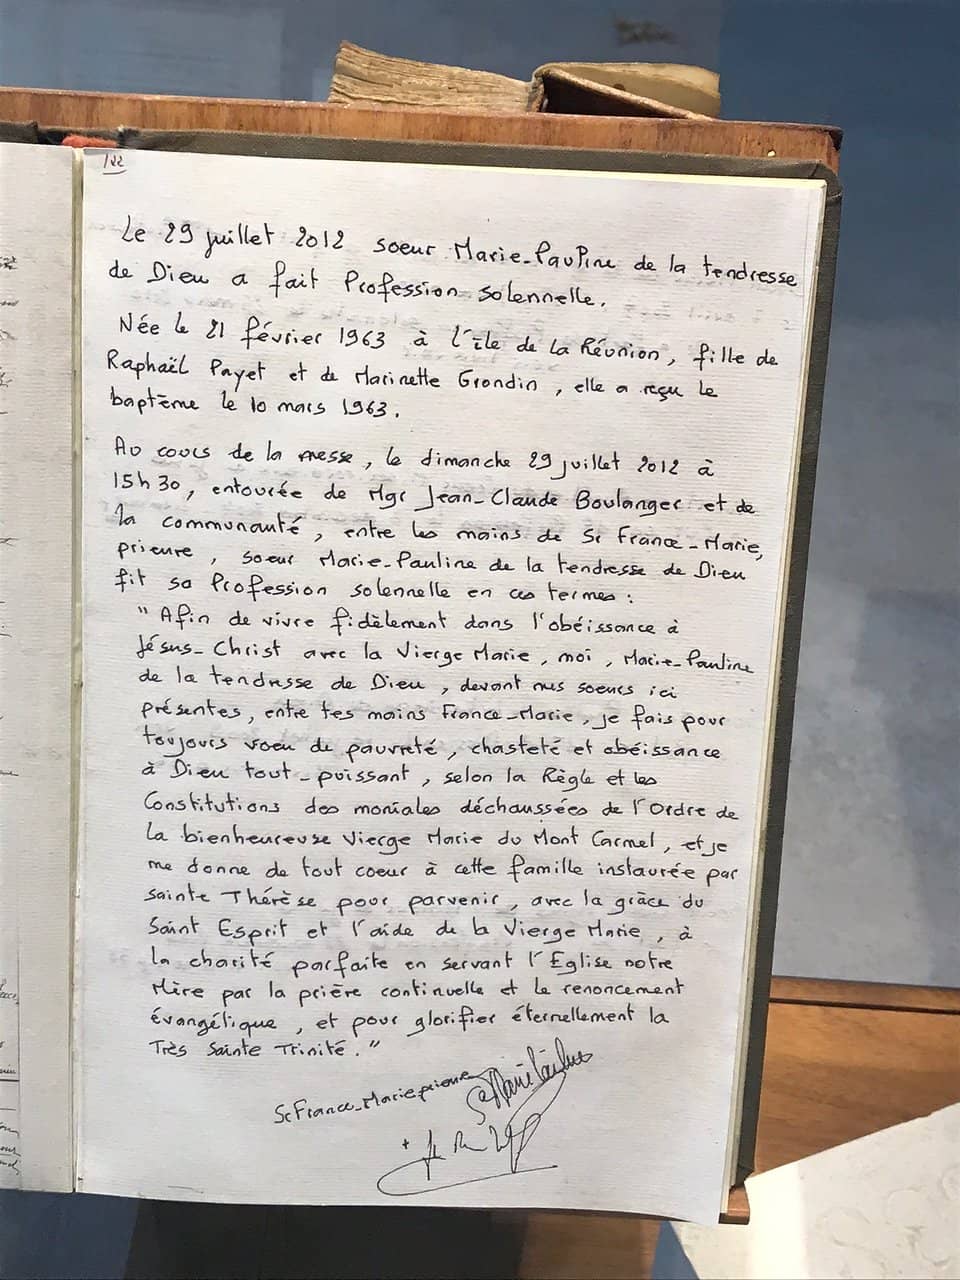 122
Le 29 juillet 2012 soeur Marie-Pauline de la tendresse
de Dieu a fait Profession solennelle.
Née le 21 février 1963 à l'île de la Réunion, fille de
Raphaël Payet et de Marinette Grondin, elle a reçu le
baptême le 10 mars 1963.
Au cours de la messe, le dimanche 29 juillet 2012 à
15h30, entourée de Mgr Jean-Claude Boulanger et de
la communauté, entre les mains de Sr France-Marie,
prieure, soeur Marie-Pauline de la tendresse de Dieu
fit sa Profession solennelle en ces termes :
" Afin de vivre fidèlement dans l'obéissance à
Jésus-Christ avec la Vierge Marie, moi, Marie-Pauline
de la tendresse de Dieu, devant nos soeurs ici
présentes, entre tes mains France-Marie, je fais pour
toujours voeu de pauvreté, chasteté et obéissance
à Dieu tout-puissant, selon la Règle et les
Constitutions des moniales déchaussées de l'Ordre de
la bienheureuse Vierge Marie du Mont Carmel, et je
me donne de tout coeur à cette famille instaurée par
sainte Thérèse pour parvenir, avec la grâce du
Saint Esprit et l'aide de la Vierge Marie, à
la charité parfaite en servant l'Eglise notre
Mère par la prière continuelle et le renoncement
évangélique, et pour glorifier éternellement la
Très Sainte Trinité."
Sr France-Marie prieure
Sr Marie Pauline